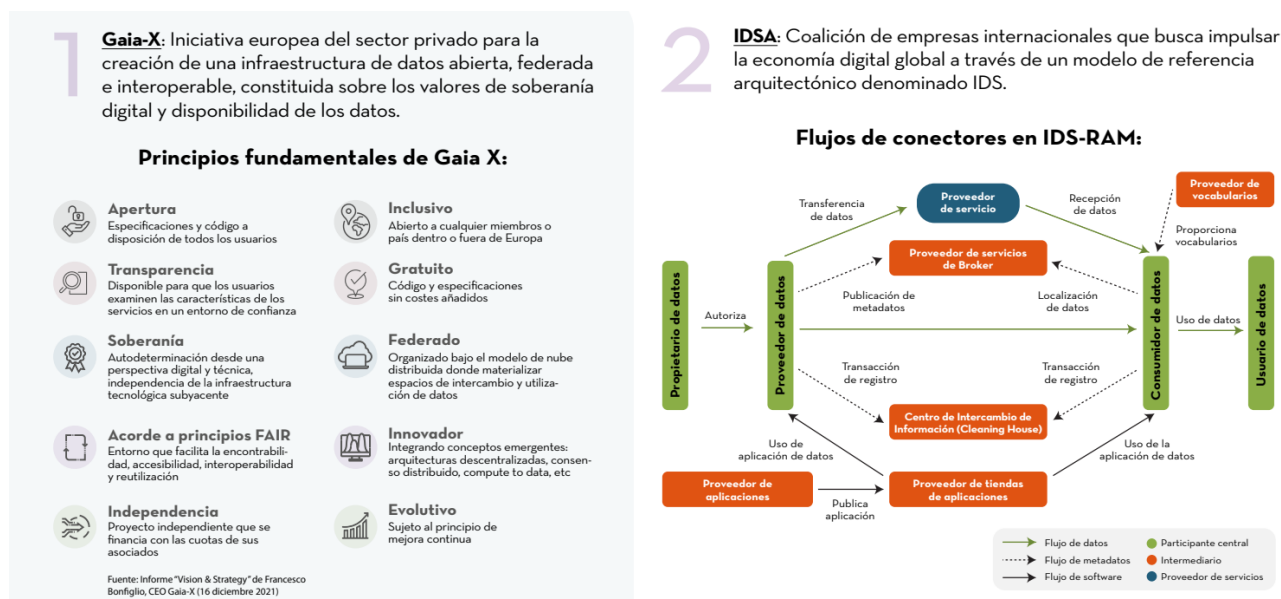 1
Gaia-X: Iniciativa europea del sector privado para la
creación de una infraestructura de datos abierta, federada
e interoperable, constituida sobre los valores de soberanía
digital y disponibilidad de los datos.
Principios fundamentales de Gaia X:
Apertura
Especificaciones y código a
disposición de todos los usuarios
Inclusivo
Abierto a cualquier miembros o
país dentro o fuera de Europa
Transparencia
Disponible para que los usuarios
examinen las características de los
servicios en un entorno de confianza
Gratuito
Código y especificaciones
sin costes añadidos
Soberanía
Autodeterminación desde una
perspectiva digital y técnica,
independencia de la infraestructura
tecnológica subyacente
Federado
Organizado bajo el modelo de nube
distribuida donde materializar
espacios de intercambio y utiliza-
ción de datos
Acorde a principios FAIR
Entorno que facilita la encontrabili-
dad, accesibilidad, interoperabilidad
y reutilización
Innovador
Integrando conceptos emergentes:
arquitecturas descentralizadas, consen-
so distribuido, compute to data, etc
Independencia
Proyecto independiente que se
financia con las cuotas de sus
asociados
Evolutivo
Sujeto al principio de
mejora continua
Fuente: Informe "Vision & Strategy" de Francesco
Bonfiglio, CEO Gaia-X (16 diciembre 2021)
2
IDSA: Coalición de empresas internacionales que busca impulsar
la economía digital global a través de un modelo de referencia
arquitectónico denominado IDS.
Flujos de conectores en IDS-RAM:
Transferencia
de datos
Proveedor
de servicio
Recepción
de datos
Proveedor de
vocabularios
Proporciona
vocabularios
Proveedor de servicios
de Broker
Propietario de datos
Autoriza
Proveedor de datos
Publicación de
metadatos
Localización
de datos
Consumidor de datos
Uso de datos
Usuario de datos
Transacción
de registro
Transacción
de registro
Centro de Intercambio de
Información (Cleaning House)
Uso de
aplicación de datos
Uso de la
aplicación de datos
Proveedor de
aplicaciones
Publica
aplicación
Proveedor de tiendas
de aplicaciones
Flujo de datos
Participante central
Flujo de metadatos
Intermediario
Flujo de software
Proveedor de servicios